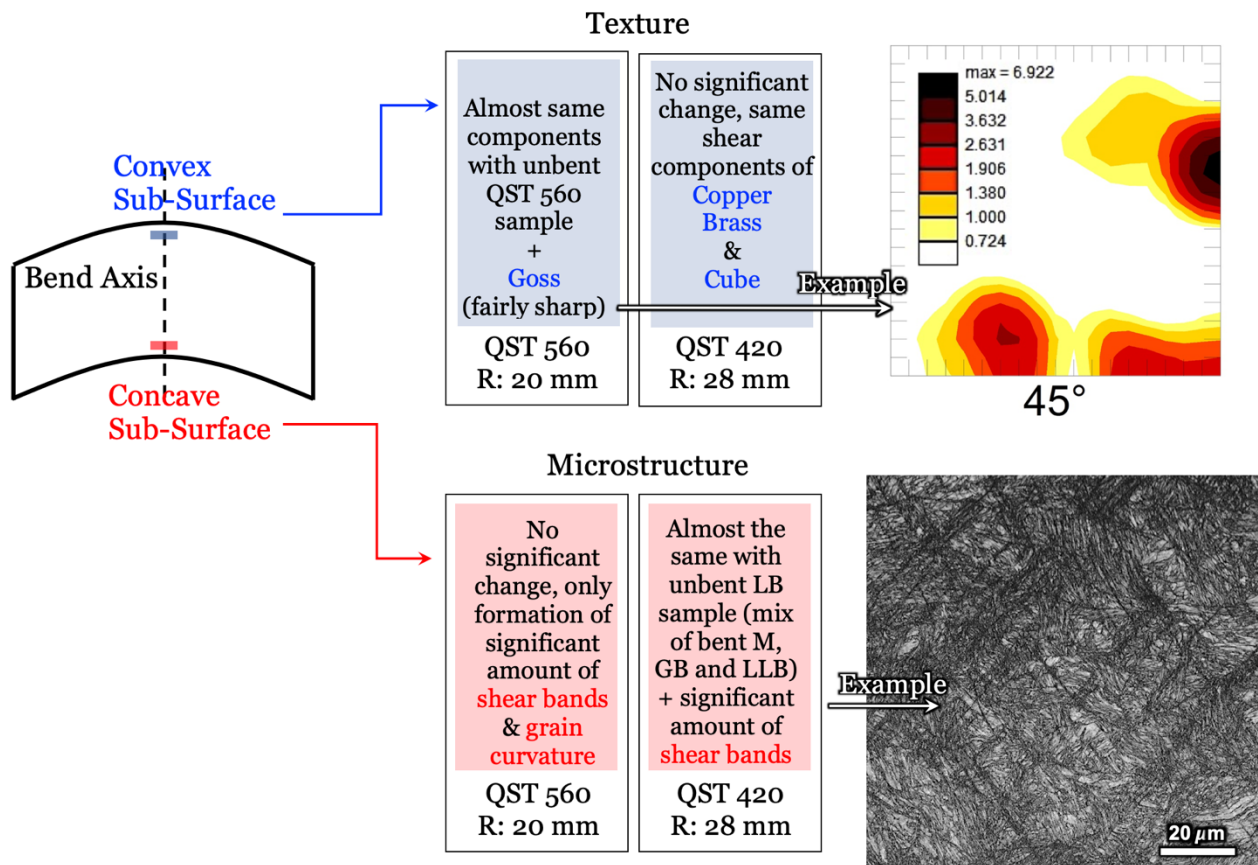 Texture
Almost same
components
with unbent
QST 560
sample
+
Goss
(fairly sharp)
QST 560
R: 20 mm
No significant
change, same
shear
components of
Copper
Brass
&
Cube
QST 420
R: 28 mm
Example
max = 6.922
5.014
3.632
2.631
1.906
1.380
1.000
0.724
45°
Convex
Sub-Surface
Bend Axis
Concave
Sub-Surface
Microstructure
No
significant
change, only
formation of
significant
amount of
shear bands
& grain
curvature
QST 560
R: 20 mm
Almost the
same with
unbent LB
sample (mix
of bent M,
GB and LLB)
+ significant
amount of
shear bands
QST 420
R: 28 mm
Example
20 µm